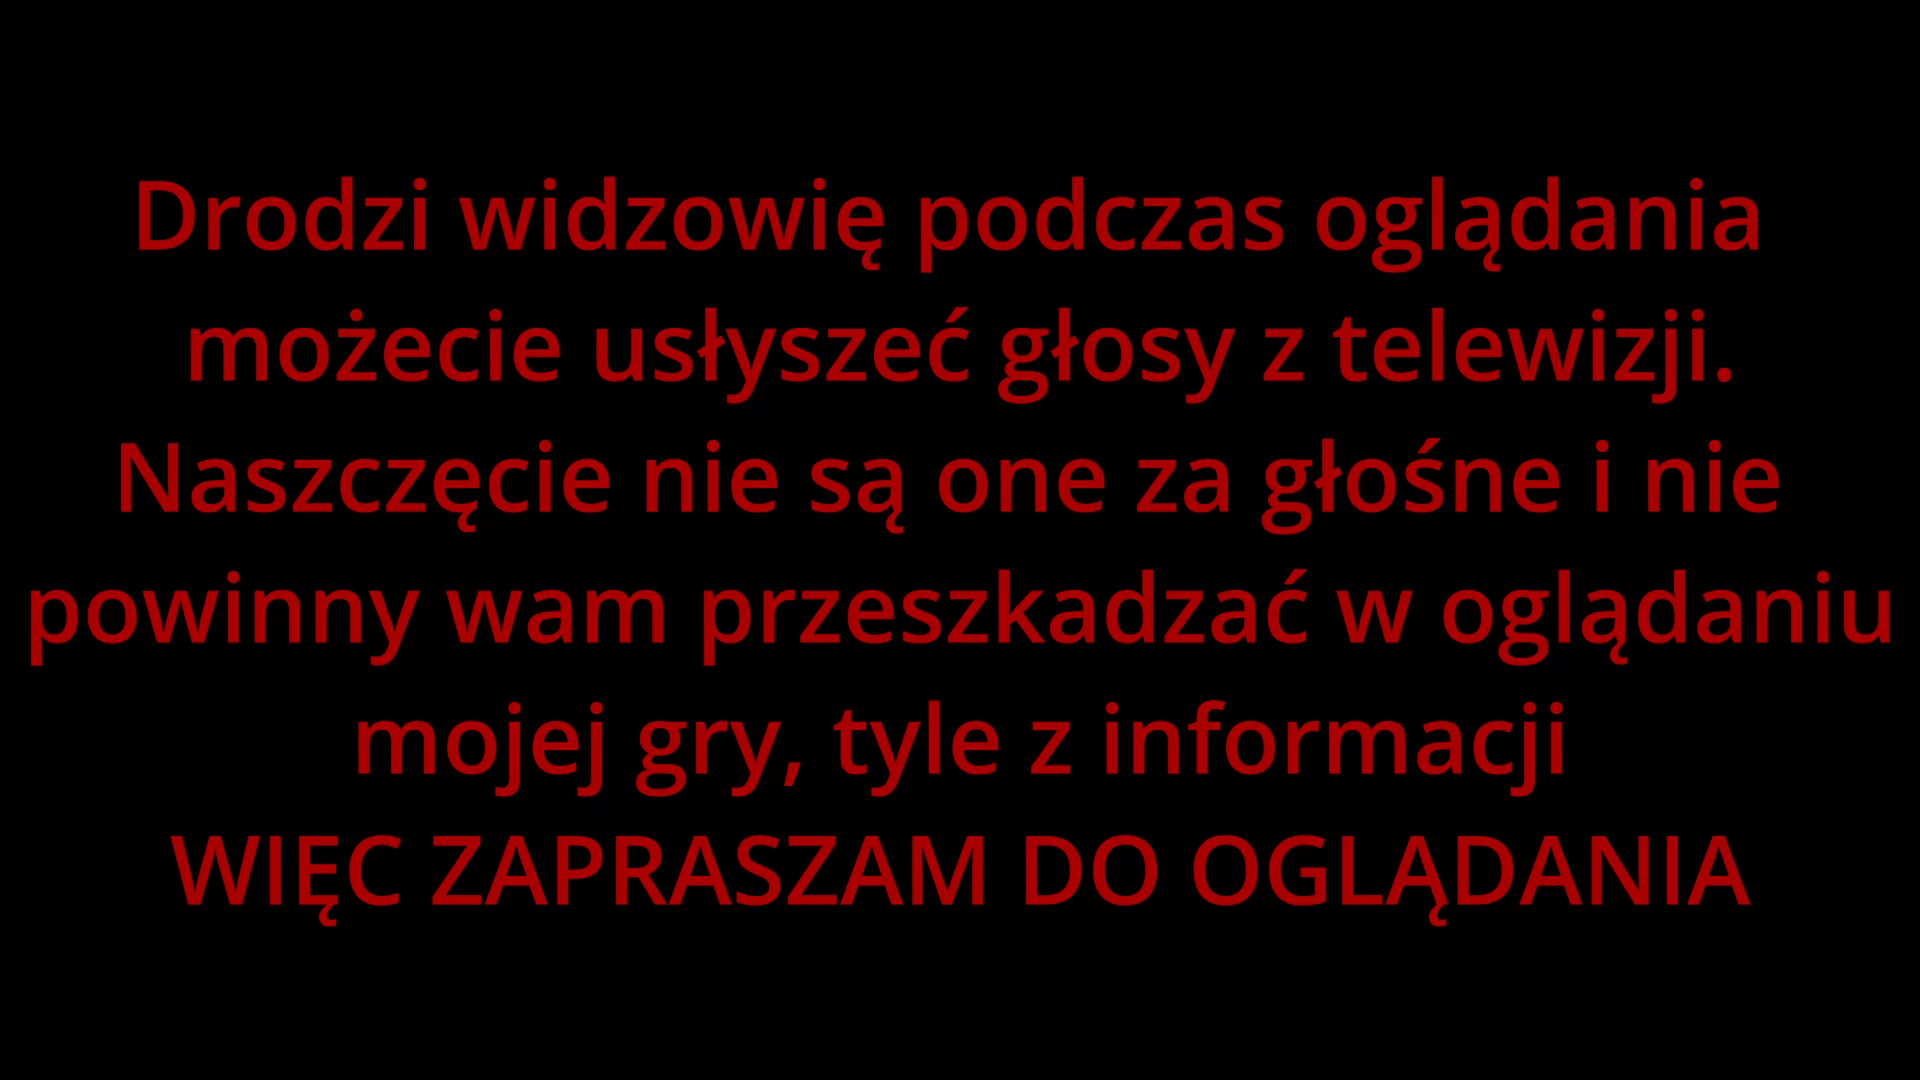 Drodzi widzowię podczas oglądania
możecie usłyszeć głosy z telewizji.
Naszczęcie nie są one za głośne i nie
powinny wam przeszkadzać w oglądaniu
mojej gry, tyle z informacji
WIĘC ZAPRASZAM DO OGLĄDANIA